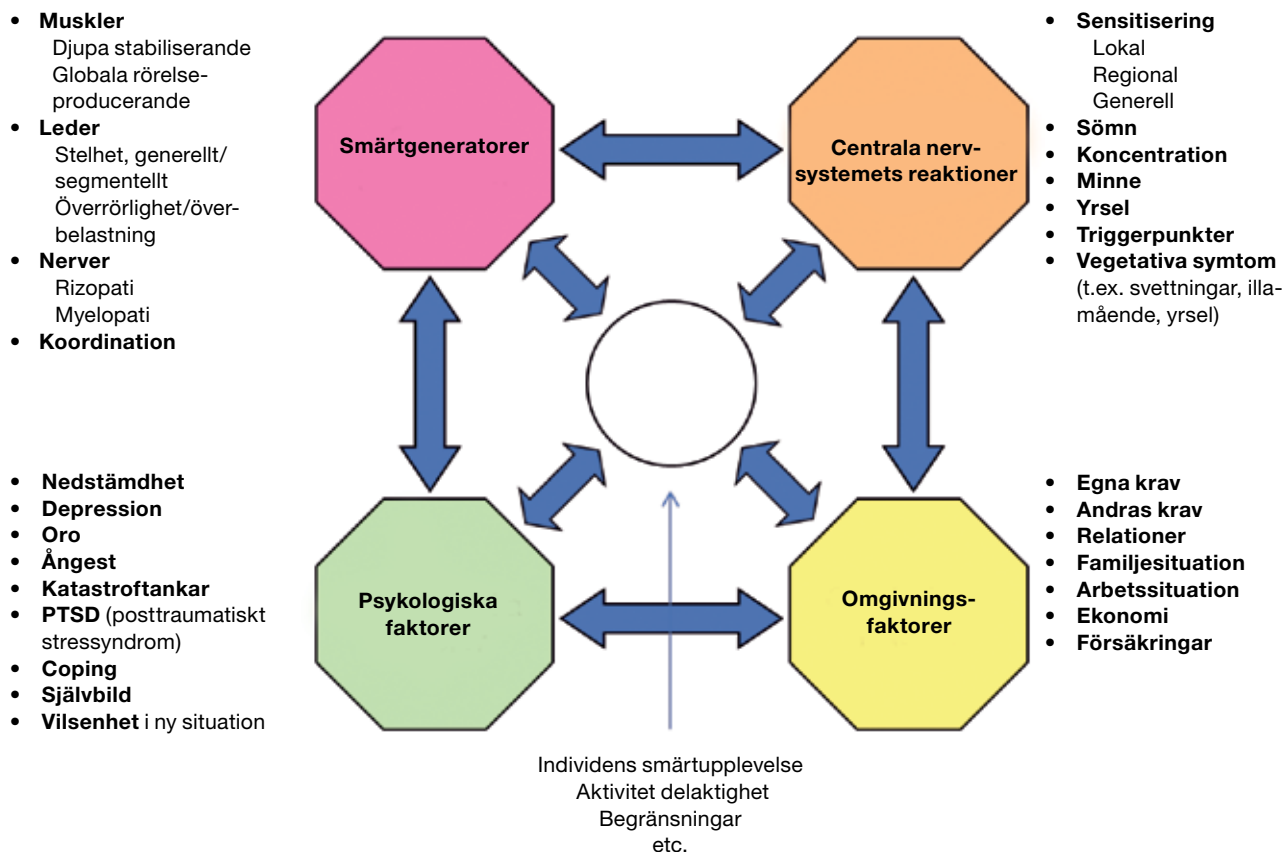 • Muskler
Djupa stabiliserande
Globala rörelse-
producerande
• Leder
Stelhet, generellt/
segmentellt
Överrörlighet/över-
belastning
• Nerver
Rizopati
Myelopati
• Koordination
Smärtgeneratorer
Centrala nerv-
systemets reaktioner
• Sensitisering
Lokal
Regional
Generell
• Sömn
• Koncentration
• Minne
• Yrsel
• Triggerpunkter
• Vegetativa symtom
(t.ex. svettningar, illa-
mående, yrsel)
• Nedstämdhet
• Depression
• Oro
• Ångest
• Katastroftankar
• PTSD (posttraumatiskt
stressyndrom)
• Coping
• Självbild
• Vilsenhet i ny situation
Psykologiska
faktorer
Omgivnings-
faktorer
• Egna krav
• Andras krav
• Relationer
• Familjesituation
• Arbetssituation
• Ekonomi
• Försäkringar
Individens smärtupplevelse
Aktivitet delaktighet
Begränsningar
etc.